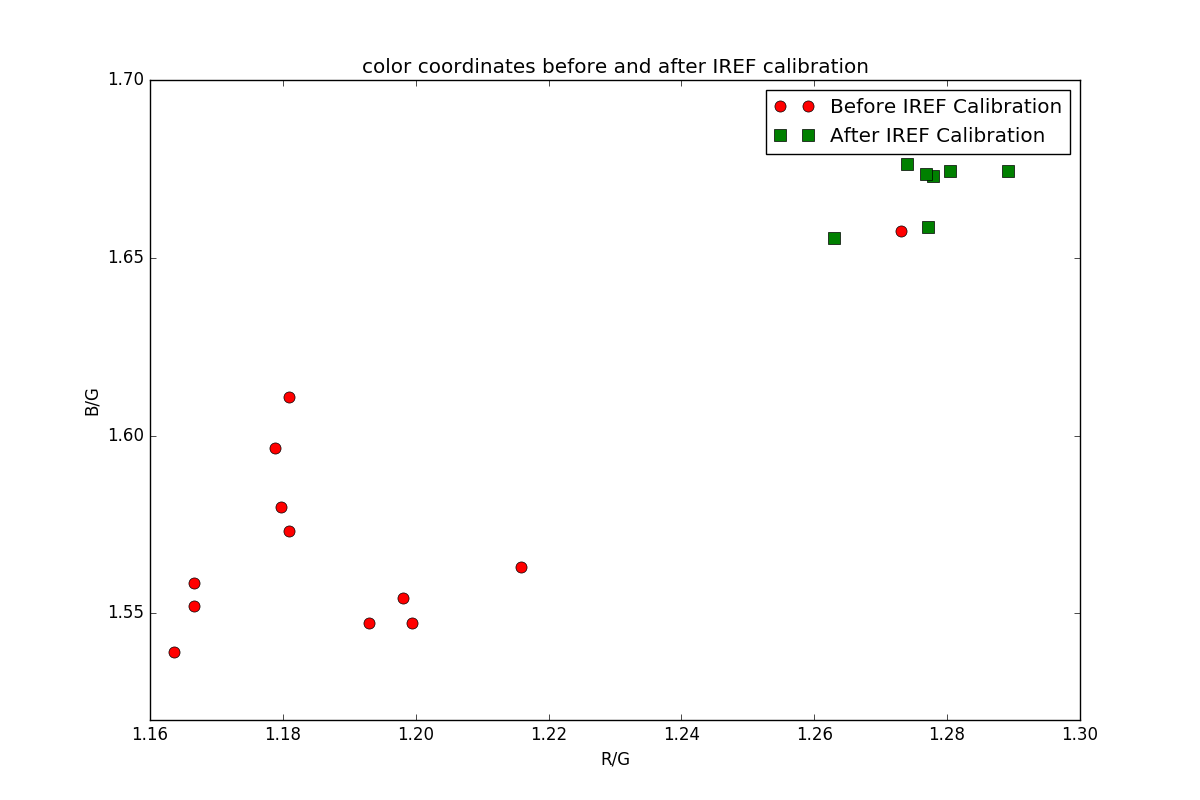 color coordinates before and after IREF calibration
1.70
Before IREF Calibration
After IREF Calibration
1.65
B/G
1.60
1.55
1.16 1.18 1.20 1.22 1.24 1.26 1.28 1.30
R/G